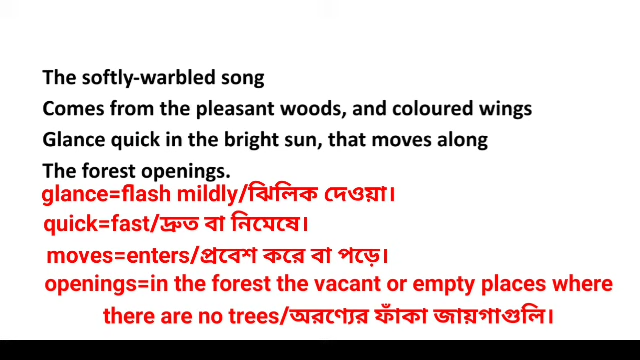 The softly-warbled song
Comes from the pleasant woods, and coloured wings
Glance quick in the bright sun, that moves along
The forest openings.
glance=flash mildly/ঝিলিক দেওয়া।
quick=fast/দ্রুত বা নিমেষে।
moves=enters/প্রবেশ করে বা পড়ে।
openings=in the forest the vacant or empty places where
there are no trees/অরণ্যের ফাঁকা জায়গাগুলি।